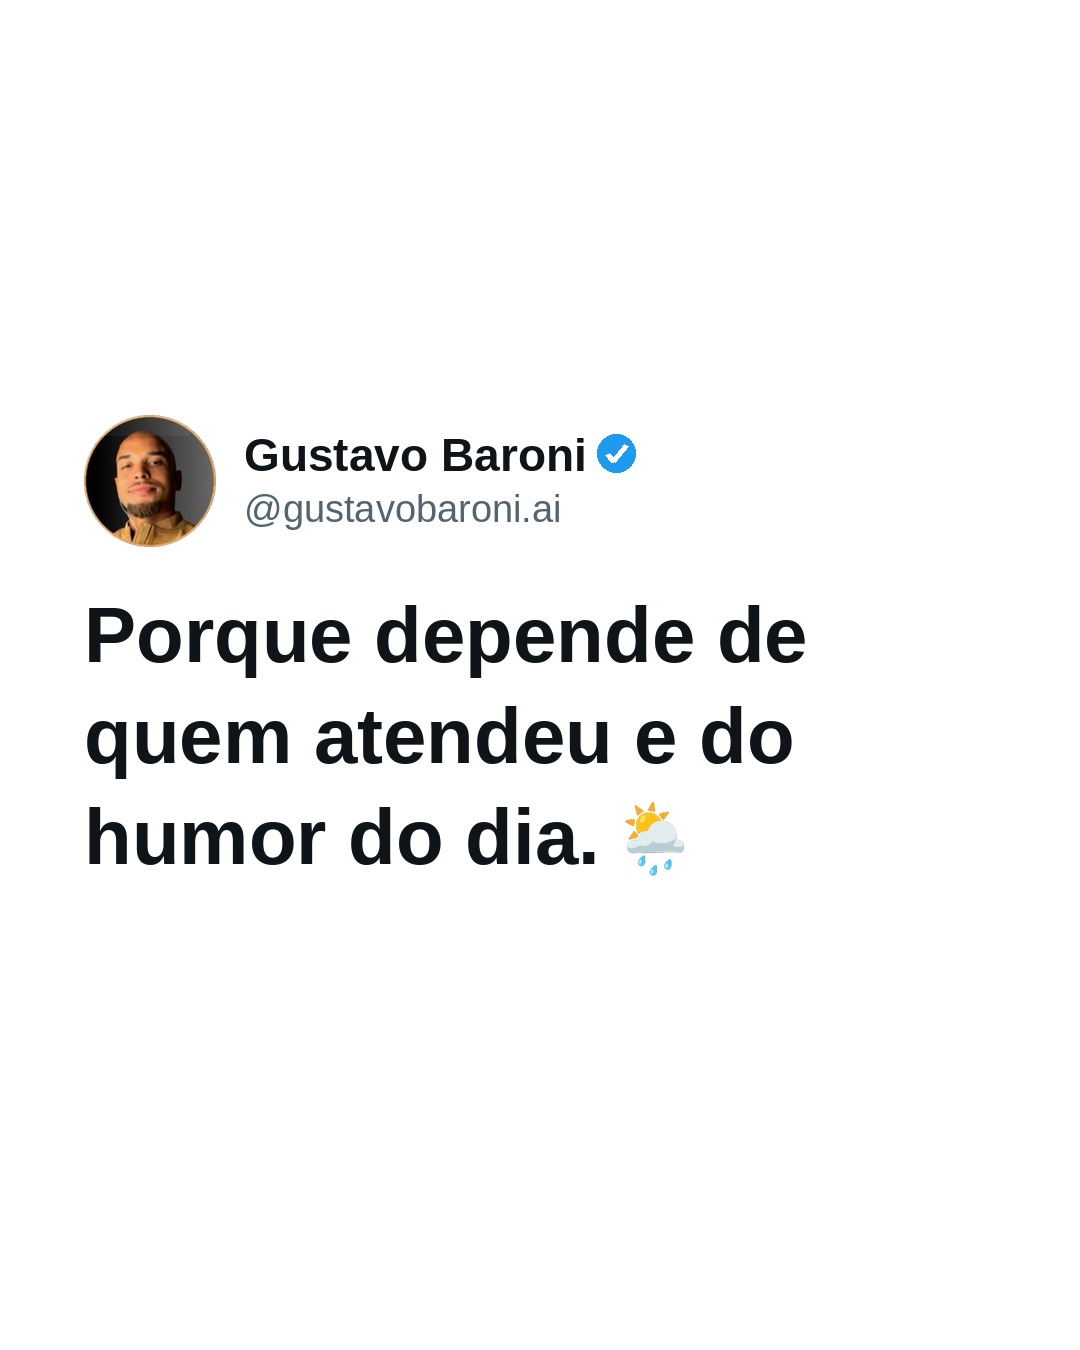 Gustavo Baroni
@gustavobaroni.ai
Porque depende de
quem atendeu e do
humor do dia. 🌦️